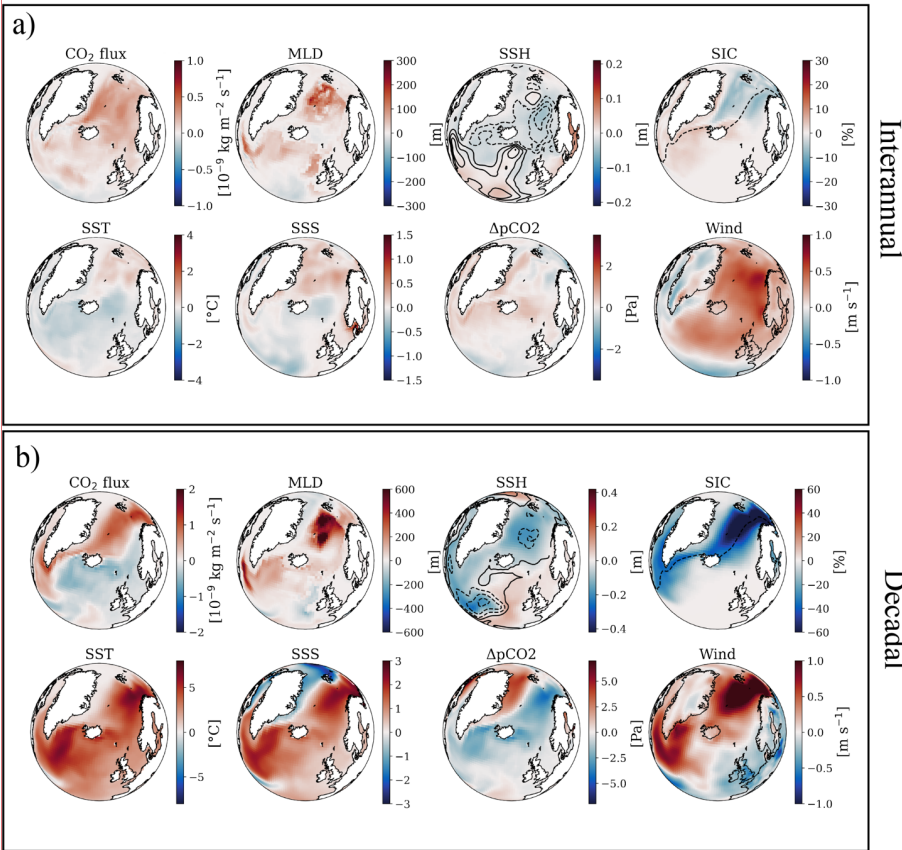 a)
CO₂ flux
1.0
0.5
0.0
−0.5
−1.0
[10⁻⁹ kg m⁻² s⁻¹]
MLD
300
200
100
0
−100
−200
−300
[m]
SSH
0.2
0.1
0.0
−0.1
−0.2
[m]
SIC
30
20
10
0
−10
−20
−30
[%]
SST
4
2
0
−2
−4
[°C]
SSS
1.5
1.0
0.5
0.0
−0.5
−1.0
−1.5
ΔpCO2
2
0
−2
[Pa]
Wind
1.0
0.5
0.0
−0.5
−1.0
[m s⁻¹]
Interannual
b)
CO₂ flux
2
1
0
−1
−2
[10⁻⁹ kg m⁻² s⁻¹]
MLD
600
400
200
0
−200
−400
−600
[m]
SSH
0.4
0.2
0.0
−0.2
−0.4
[m]
SIC
60
40
20
0
−20
−40
−60
[%]
SST
5
0
−5
[°C]
SSS
3
2
1
0
−1
−2
−3
ΔpCO2
5.0
2.5
0.0
−2.5
−5.0
[Pa]
Wind
1.0
0.5
0.0
−0.5
−1.0
[m s⁻¹]
Decadal